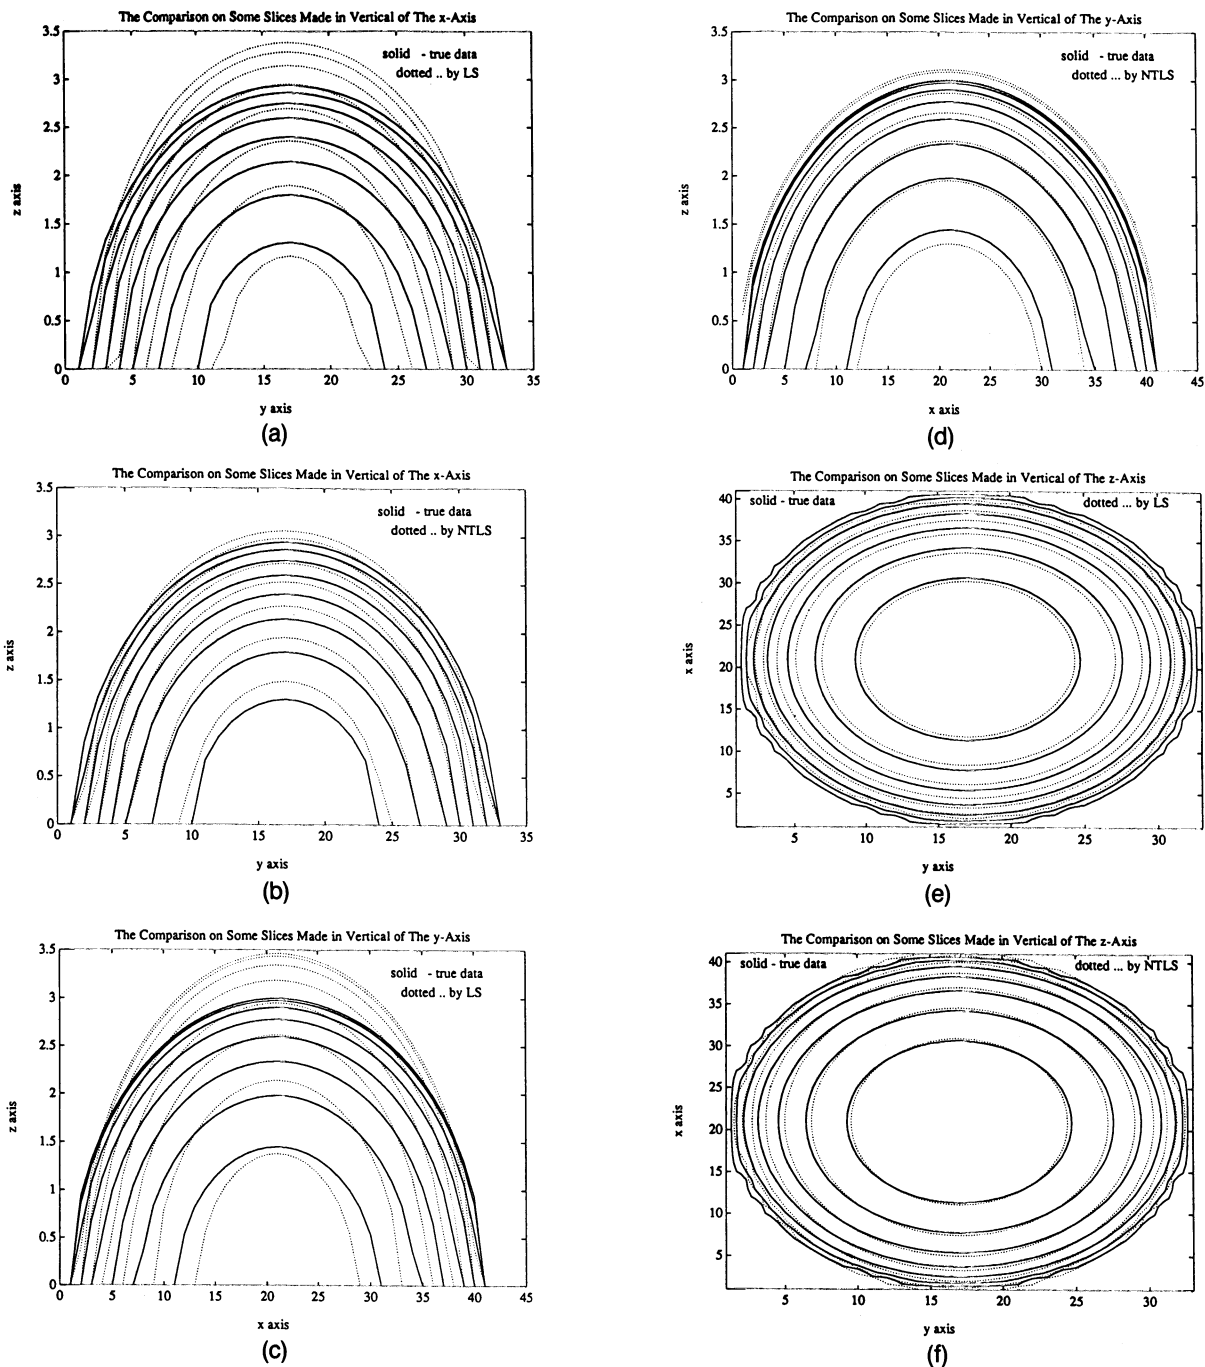 The Comparison on Some Slices Made in Vertical of The x-Axis
solid - true data
dotted .. by LS
3.5
3
2.5
2
1.5
1
0.5
0
z axis
0 5 10 15 20 25 30 35
y axis
(a)
The Comparison on Some Slices Made in Vertical of The x-Axis
solid - true data
dotted .. by NTLS
3.5
3
2.5
2
1.5
1
0.5
0
z axis
0 5 10 15 20 25 30 35
y axis
(b)
The Comparison on Some Slices Made in Vertical of The y-Axis
solid - true data
dotted .. by LS
3.5
3
2.5
2
1.5
1
0.5
0
z axis
0 5 10 15 20 25 30 35 40 45
x axis
(c)
The Comparison on Some Slices Made in Vertical of The y-Axis
solid - true data
dotted ... by NTLS
3.5
3
2.5
2
1.5
1
0.5
0
z axis
0 5 10 15 20 25 30 35 40 45
x axis
(d)
The Comparison on Some Slices Made in Vertical of The z-Axis
solid - true data
dotted ... by LS
40
35
30
25
20
15
10
5
x axis
5 10 15 20 25 30
y axis
(e)
The Comparison on Some Slices Made in Vertical of The z-Axis
solid - true data
dotted ... by NTLS
40
35
30
25
20
15
10
5
x axis
5 10 15 20 25 30
y axis
(f)